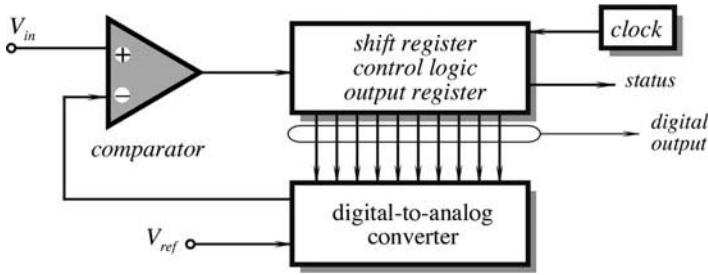 V_in
shift register
control logic
output register
clock
status
digital
output
+
−
comparator
digital-to-analog
converter
V_ref